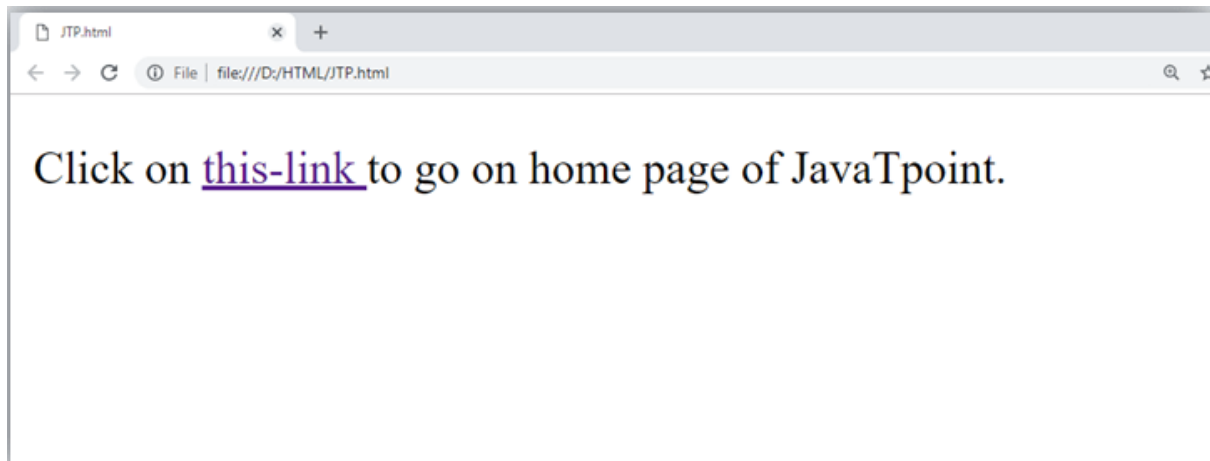 JTP.html
File | file:///D:/HTML/JTP.html
Click on this-link to go on home page of JavaTpoint.